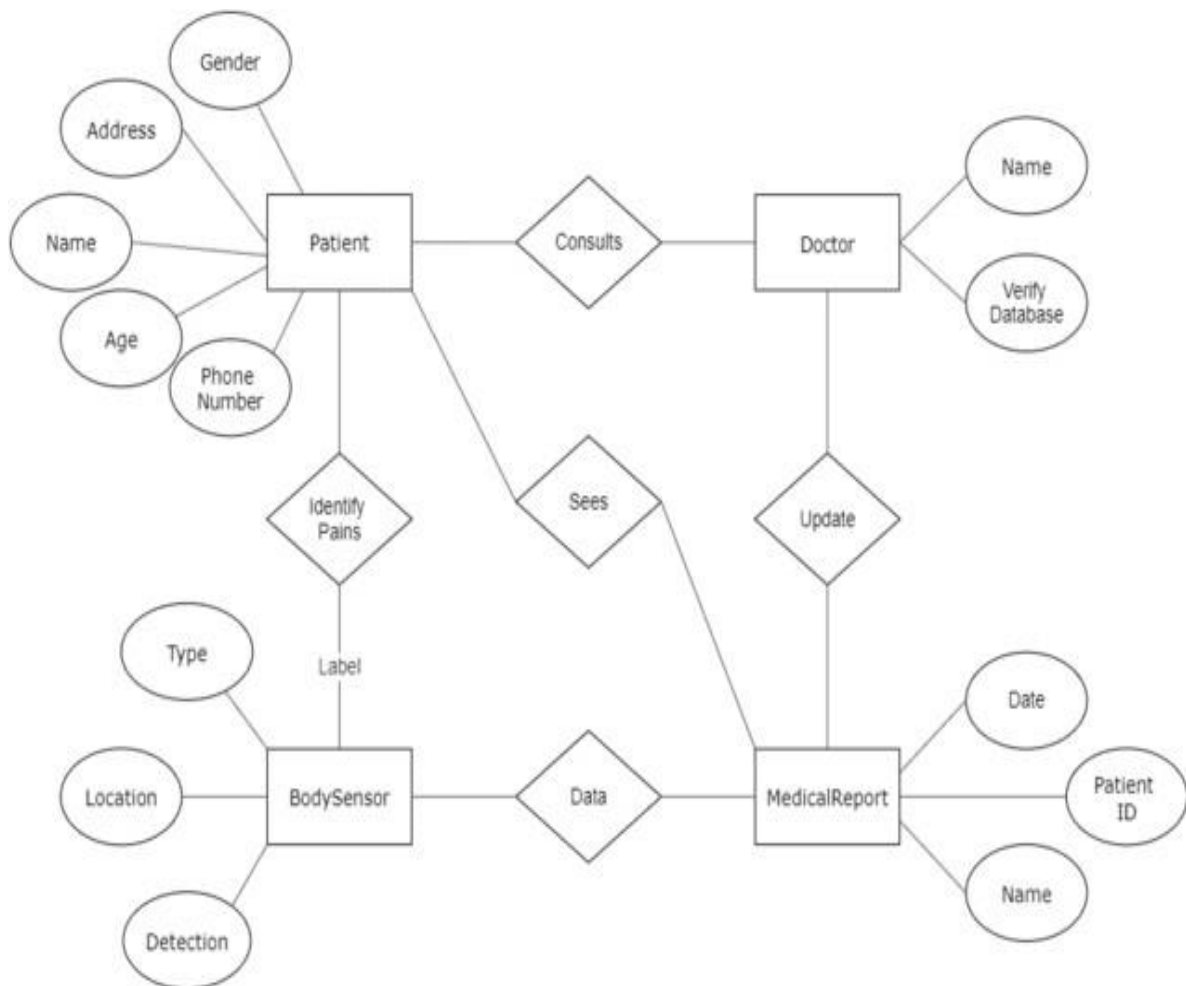 Gender
Address
Name
Patient
Consults
Doctor
Name
Verify
Database
Age
Phone
Number
Identify
Pains
Sees
Update
Type
Label
Date
Location
BodySensor
Data
MedicalReport
Patient
ID
Name
Detection